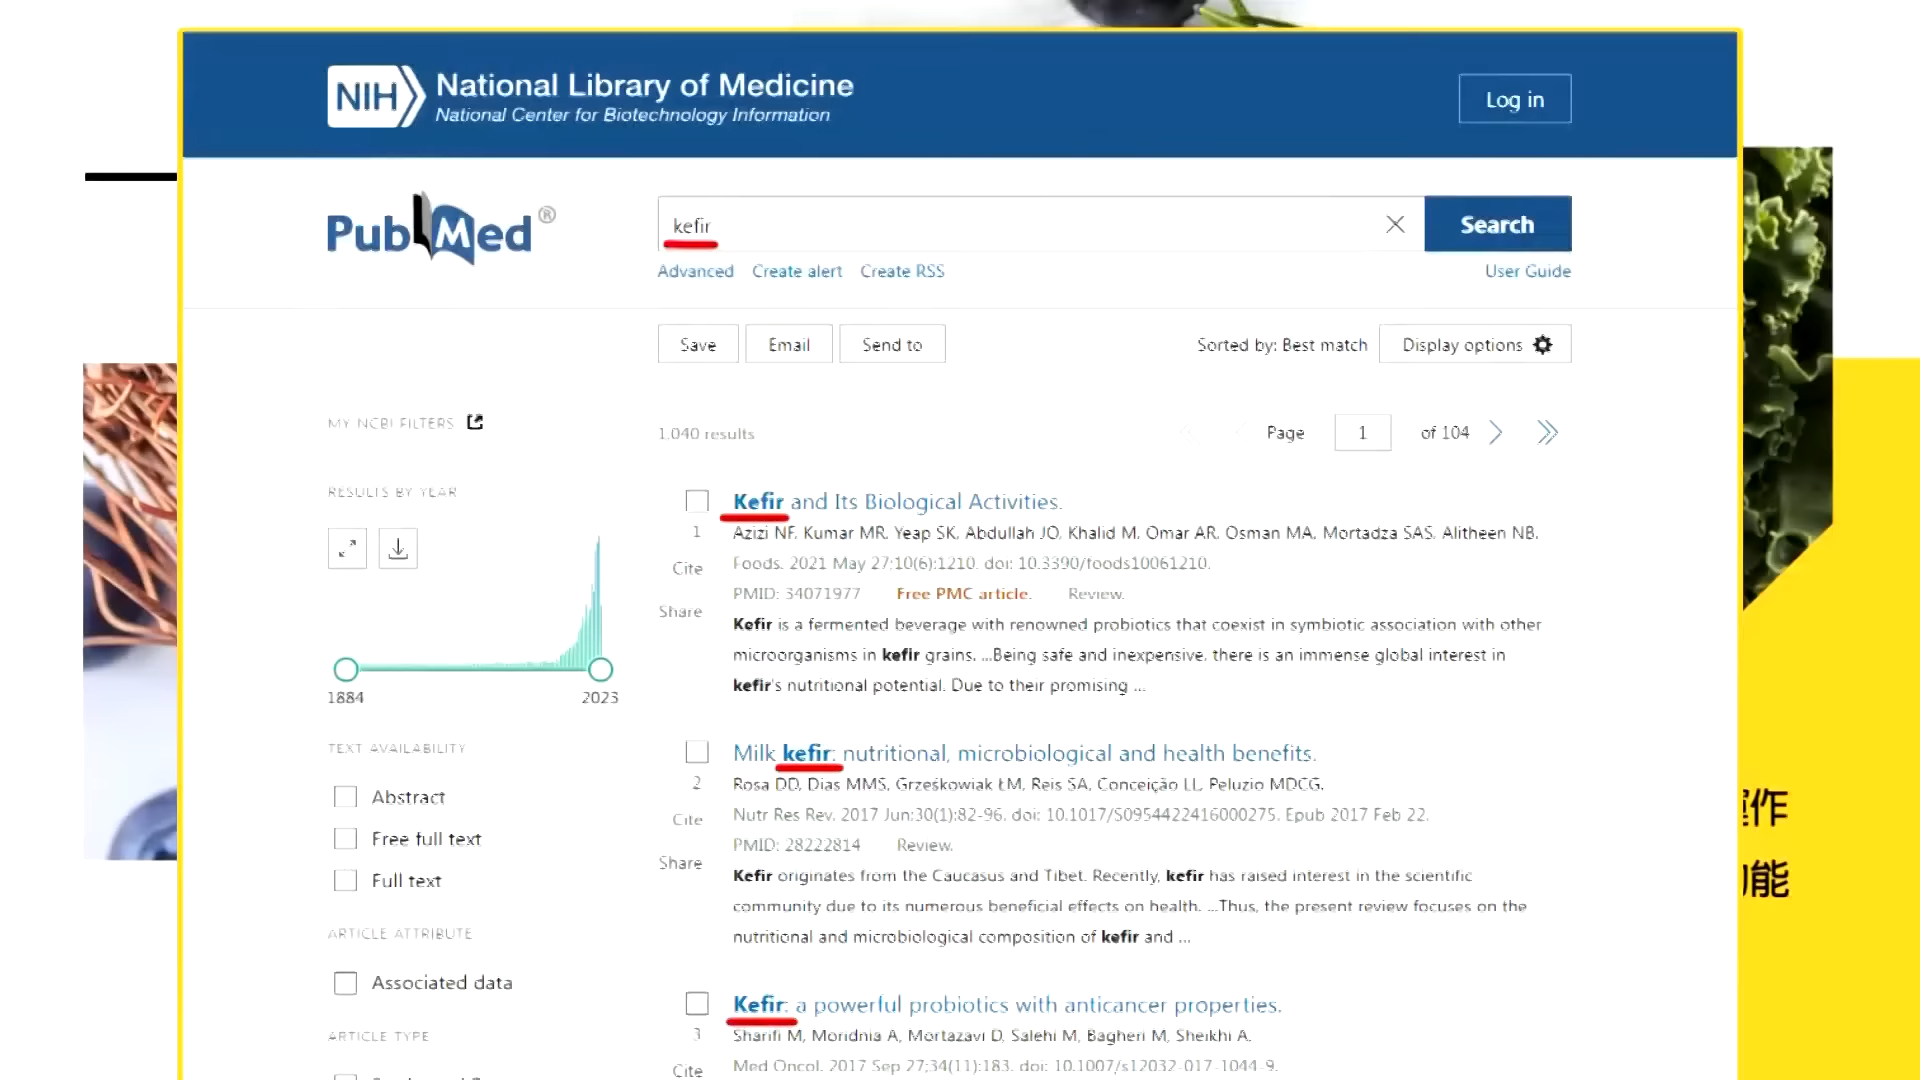 NIH National Library of Medicine
National Center for Biotechnology Information
Log in
PubMed®
kefir
Search
Advanced Create alert Create RSS
User Guide
Save Email Send to
Sorted by: Best match Display options
MY NCBI FILTERS
1,040 results
Page 1 of 104
RESULTS BY YEAR
1884 2023
TEXT AVAILABILITY
Abstract
Free full text
Full text
ARTICLE ATTRIBUTE
Associated data
ARTICLE TYPE
Kefir and Its Biological Activities.
1
Cite
Share
Azizi NF, Kumar MR, Yeap SK, Abdullah JO, Khalid M, Omar AR, Osman MA, Mortadza SAS, Alitheen NB.
Foods. 2021 May 27;10(6):1210. doi: 10.3390/foods10061210.
PMID: 34071977 Free PMC article. Review.
Kefir is a fermented beverage with renowned probiotics that coexist in symbiotic association with other
microorganisms in kefir grains. ...Being safe and inexpensive, there is an immense global interest in
kefir's nutritional potential. Due to their promising ...
Milk kefir: nutritional, microbiological and health benefits.
2
Cite
Share
Rosa DD, Dias MMS, Grześkowiak ŁM, Reis SA, Conceição LL, Peluzio MDCG.
Nutr Res Rev. 2017 Jun;30(1):82-96. doi: 10.1017/S0954422416000275. Epub 2017 Feb 22.
PMID: 28222814 Review.
Kefir originates from the Caucasus and Tibet. Recently, kefir has raised interest in the scientific
community due to its numerous beneficial effects on health. ...Thus, the present review focuses on the
nutritional and microbiological composition of kefir and ...
Kefir: a powerful probiotics with anticancer properties.
3
Cite
Sharifi M, Moridnia A, Mortazavi D, Salehi M, Bagheri M, Sheikhi A.
Med Oncol. 2017 Sep 27;34(11):183. doi: 10.1007/s12032-017-1044-9.
作
能